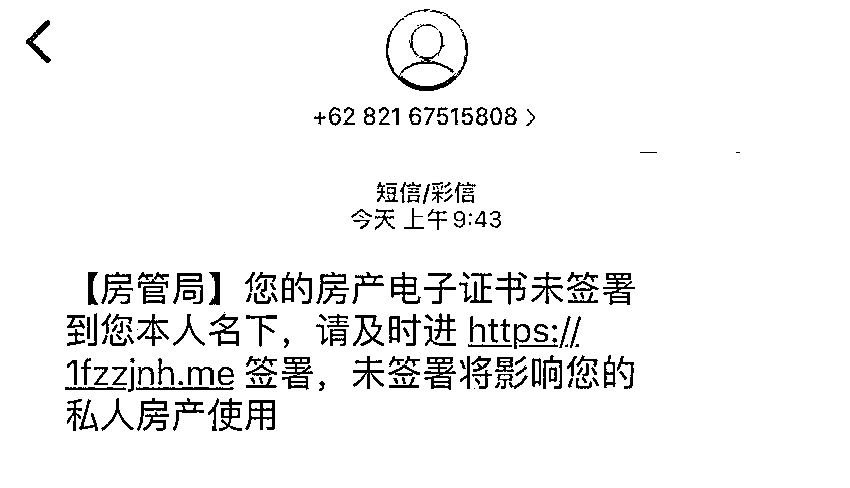 +62 821 67515808
短信/彩信
今天 上午 9:43
【房管局】您的房产电子证书未签署
到您本人名下，请及时进 https://
1fzzjnh.me 签署，未签署将影响您的
私人房产使用